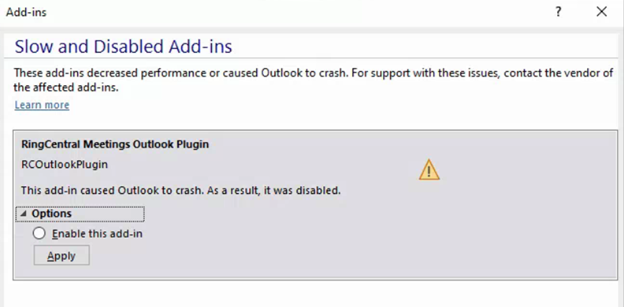 Add-ins
?
Slow and Disabled Add-ins
These add-ins decreased performance or caused Outlook to crash. For support with these issues, contact the vendor of
the affected add-ins.
Learn more
RingCentral Meetings Outlook Plugin
RCOutlookPlugin
This add-in caused Outlook to crash. As a result, it was disabled.
Options
Enable this add-in
Apply